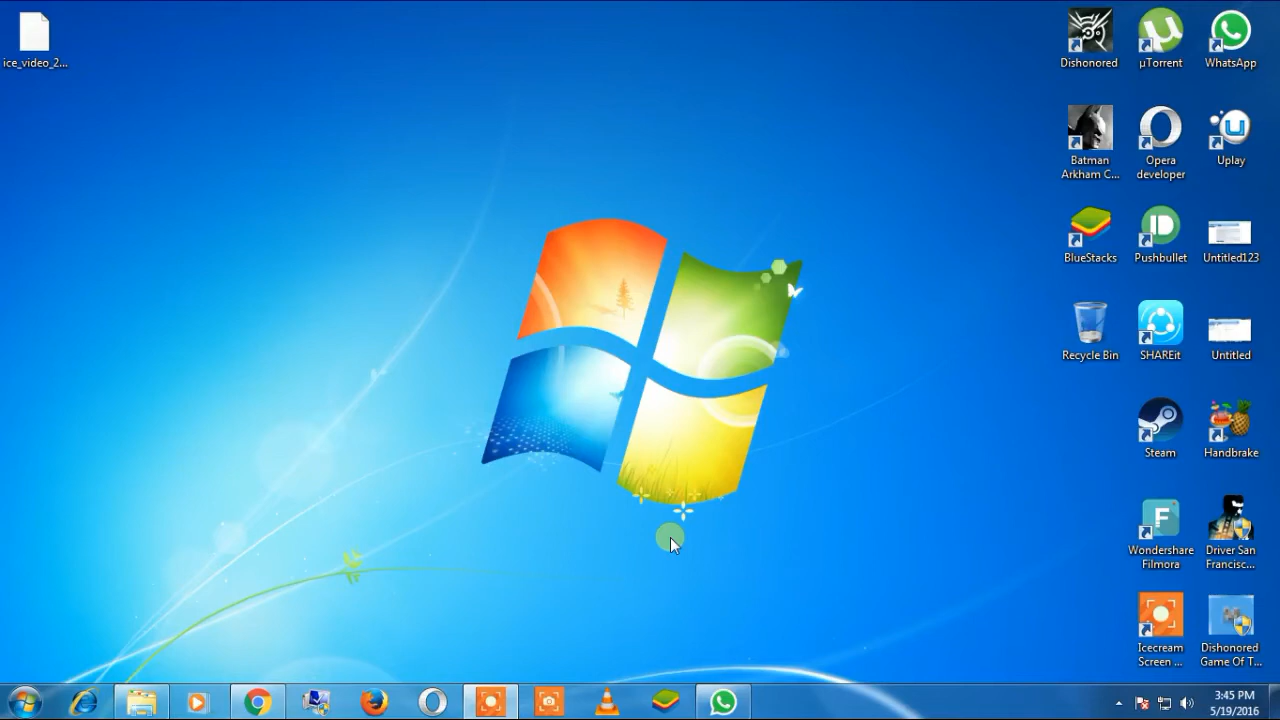 ice_video_2...
Dishonored
µTorrent
WhatsApp
Batman
Arkham C...
Opera
developer
Uplay
BlueStacks
Pushbullet
Untitled123
Recycle Bin
SHAREit
Untitled
Steam
Handbrake
Wondershare
Filmora
Driver San
Francisc...
Icecream
Screen ...
Dishonored
Game Of T...
3:45 PM
5/19/2016